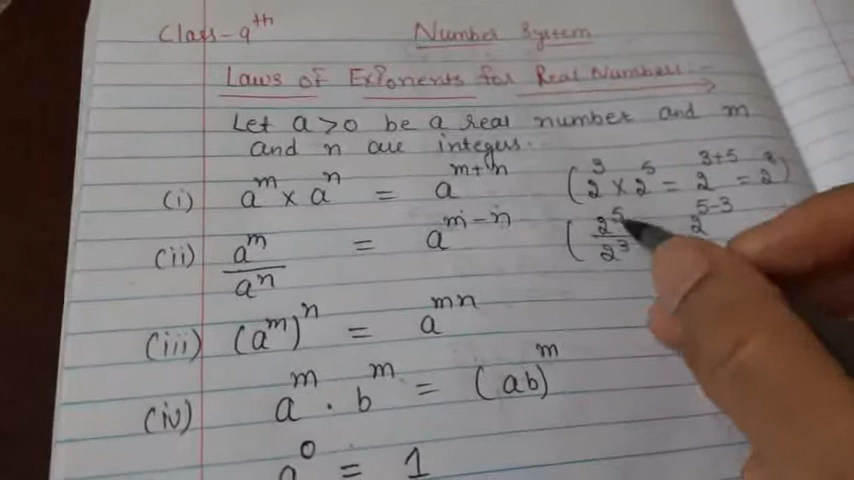 Class-9th Number System
Laws of Exponents for Real Numbers
Let a>0 be a real number and m
and n are integers.
(i) a^m × a^n = a^{m+n} (2^3 × 2^5 = 2^{3+5} = 2^8)
(ii) a^m/a^n = a^{m-n} (2^5/2^3 2^{5-3}
(iii) (a^m)^n = a^{mn}
(iv) a^m . b^m = (ab)^m
a^0 = 1